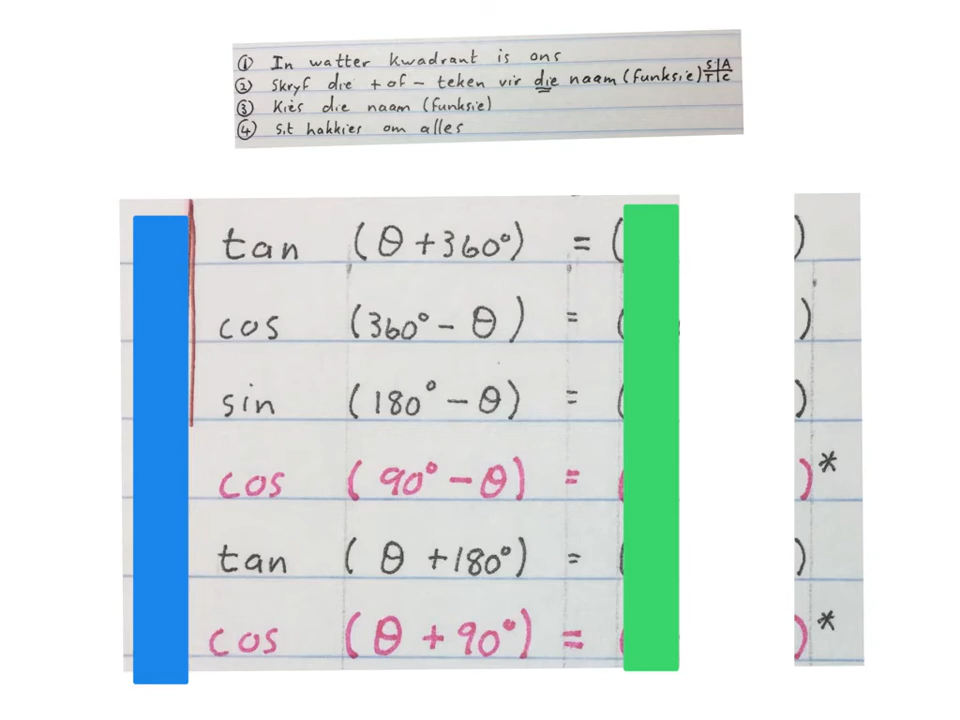 ① In watter kwadrant is ons
② Skryf die + of - teken vir die naam (funksie) S|A T|C
③ Kies die naam (funksie)
④ sit hakkies om alles
tan (θ + 360°) = ( )
cos (360° - θ) = ( )
sin (180° - θ) = ( )
cos (90° - θ) = ( )*
tan (θ + 180°) = ( )
cos (θ + 90°) = ( )*